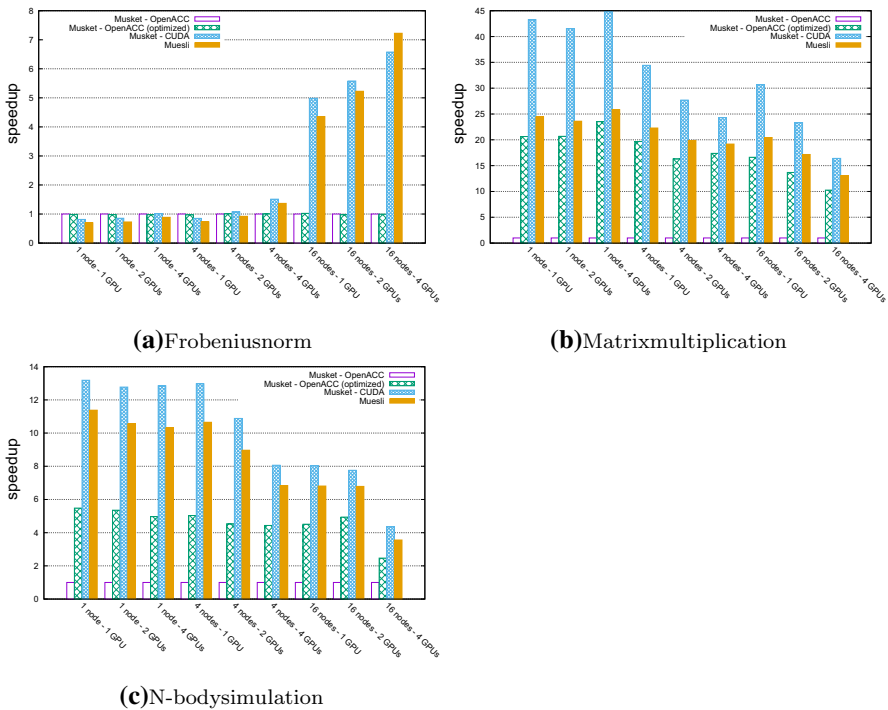 8
7
6
5
4
3
2
1
0
speedup
Musket - OpenACC
Musket - OpenACC (optimized)
Musket - CUDA
Muesli
1 node - 1 GPU
1 node - 2 GPUs
1 node - 4 GPUs
4 nodes - 1 GPU
4 nodes - 2 GPUs
4 nodes - 4 GPUs
16 nodes - 1 GPU
16 nodes - 2 GPUs
16 nodes - 4 GPUs
(a)Frobeniusnorm
45
40
35
30
25
20
15
10
5
0
speedup
Musket - OpenACC
Musket - OpenACC (optimized)
Musket - CUDA
Muesli
1 node - 1 GPU
1 node - 2 GPUs
1 node - 4 GPUs
4 nodes - 1 GPU
4 nodes - 2 GPUs
4 nodes - 4 GPUs
16 nodes - 1 GPU
16 nodes - 2 GPUs
16 nodes - 4 GPUs
(b)Matrixmultiplication
14
12
10
8
6
4
2
0
speedup
Musket - OpenACC
Musket - OpenACC (optimized)
Musket - CUDA
Muesli
1 node - 1 GPU
1 node - 2 GPUs
1 node - 4 GPUs
4 nodes - 1 GPU
4 nodes - 2 GPUs
4 nodes - 4 GPUs
16 nodes - 1 GPU
16 nodes - 2 GPUs
16 nodes - 4 GPUs
(c)N-bodysimulation